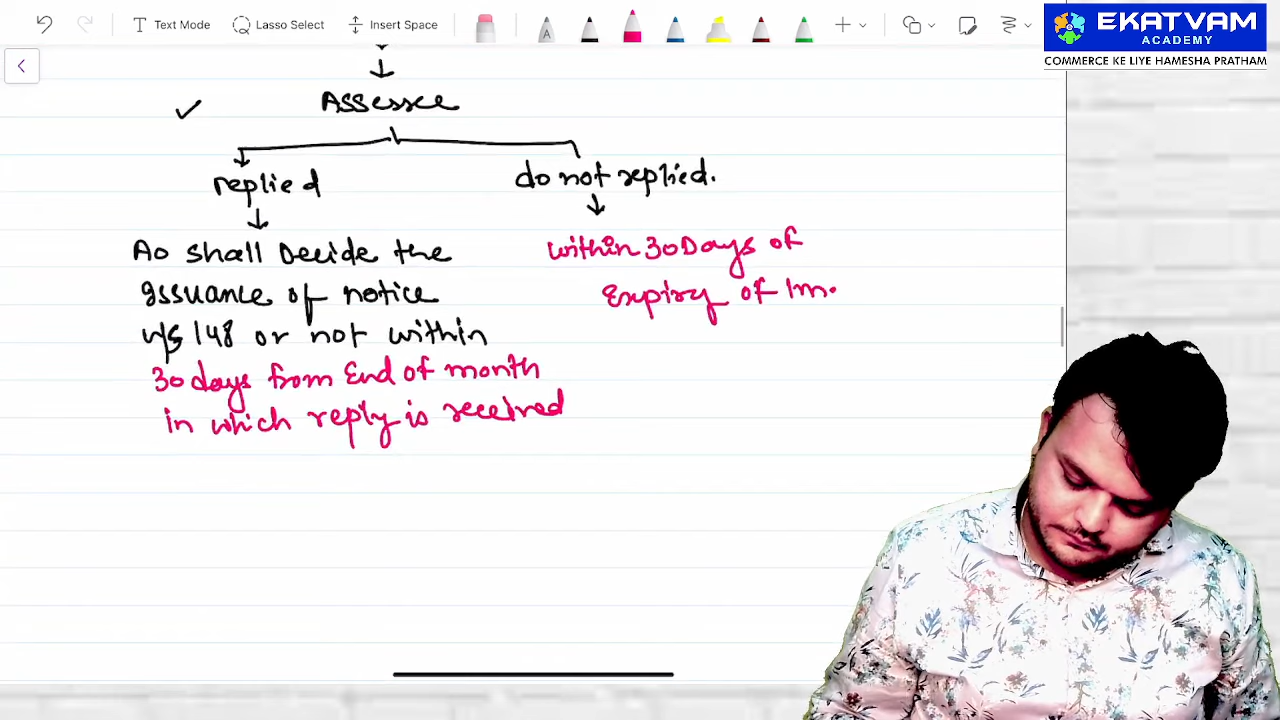 Text Mode
Lasso Select
Insert Space
A
EKATVAM
ACADEMY
COMMERCE KE LIYE HAMESHA PRATHAM
Assessee
replied
do not replied.
Ao shall Decide the
Issuance of notice
u/s 148 or not within
30 days from End of month
in which reply is received
within 30 Days of
Expiry of 1m.